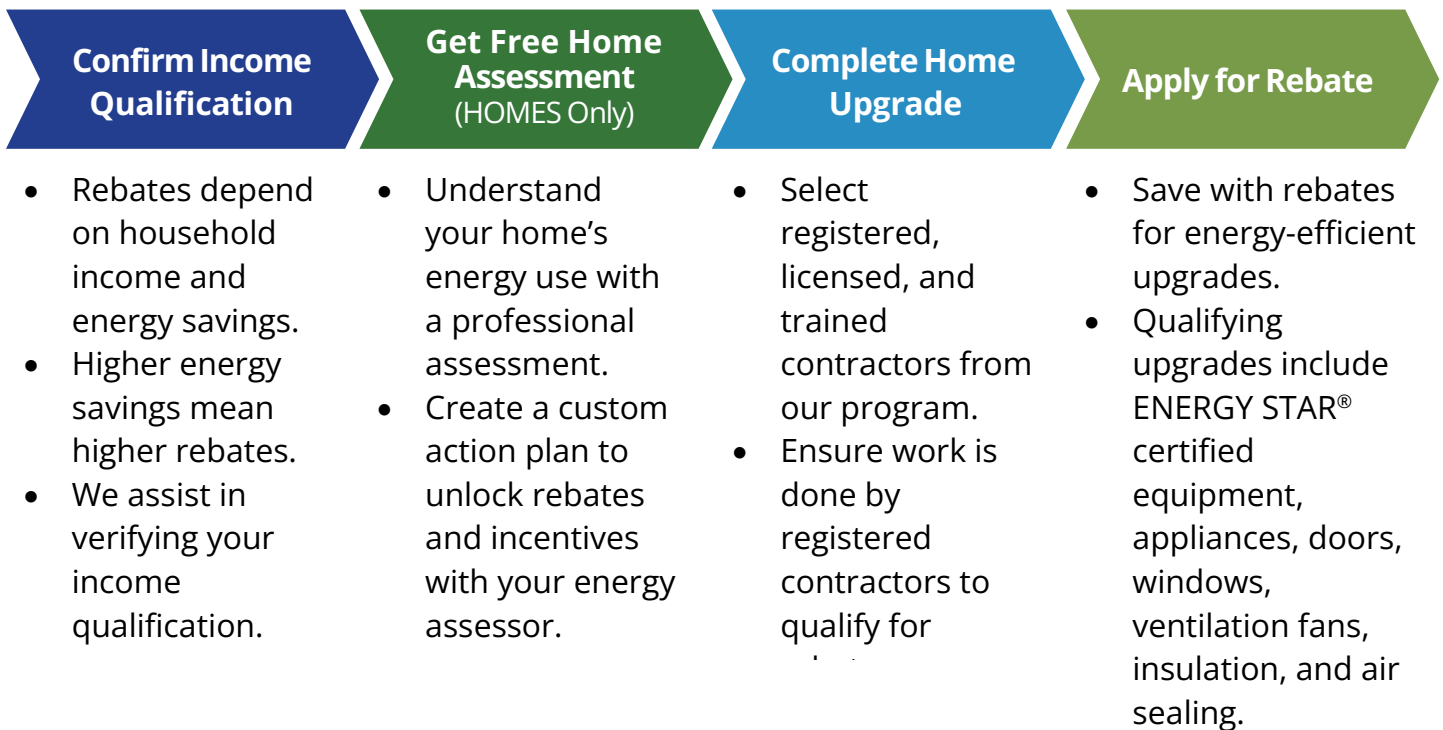 Confirm Income
Qualification
Get Free Home
Assessment
(HOMES Only)
Complete Home
Upgrade
Apply for Rebate
• Rebates depend
on household
income and
energy savings.
• Higher energy
savings mean
higher rebates.
• We assist in
verifying your
income
qualification.
• Understand
your home’s
energy use with
a professional
assessment.
• Create a custom
action plan to
unlock rebates
and incentives
with your energy
assessor.
• Select
registered,
licensed, and
trained
contractors from
our program.
• Ensure work is
done by
registered
contractors to
qualify for
• Save with rebates
for energy-efficient
upgrades.
• Qualifying
upgrades include
ENERGY STAR®
certified
equipment,
appliances, doors,
windows,
ventilation fans,
insulation, and air
sealing.